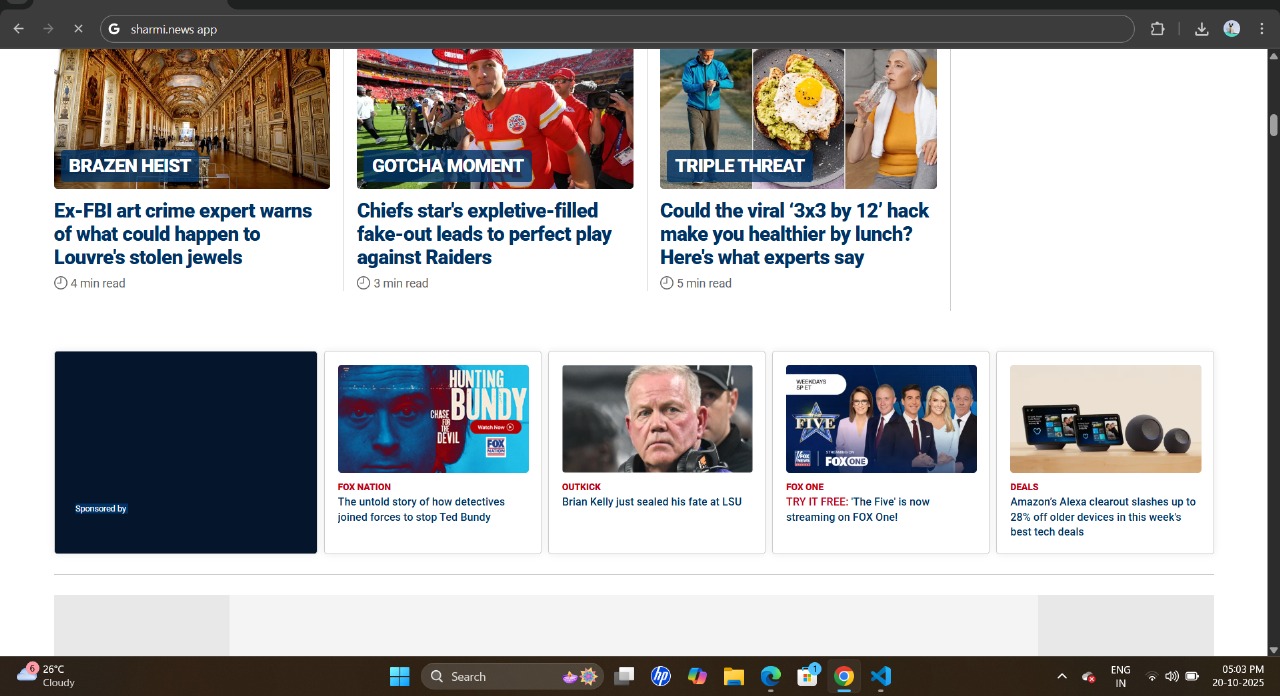 sharmi.news app
BRAZEN HEIST
Ex-FBI art crime expert warns
of what could happen to
Louvre's stolen jewels
4 min read
GOTCHA MOMENT
Chiefs star's expletive-filled
fake-out leads to perfect play
against Raiders
3 min read
TRIPLE THREAT
Could the viral ‘3x3 by 12’ hack
make you healthier by lunch?
Here’s what experts say
5 min read
Sponsored by
HUNTING
BUNDY
CHASE
FOR THE
DEVIL
Watch Now
FOX
NATION
FOX NATION
The untold story of how detectives
joined forces to stop Ted Bundy
OUTKICK
Brian Kelly just sealed his fate at LSU
WEEKDAYS
5P ET
THE
FIVE
FOX ONE
FOX ONE
TRY IT FREE: 'The Five' is now
streaming on FOX One!
DEALS
Amazon’s Alexa clearout slashes up to
28% off older devices in this week's
best tech deals
6
26°C
Cloudy
Search
hp
1
ENG
IN
05:03 PM
20-10-2025